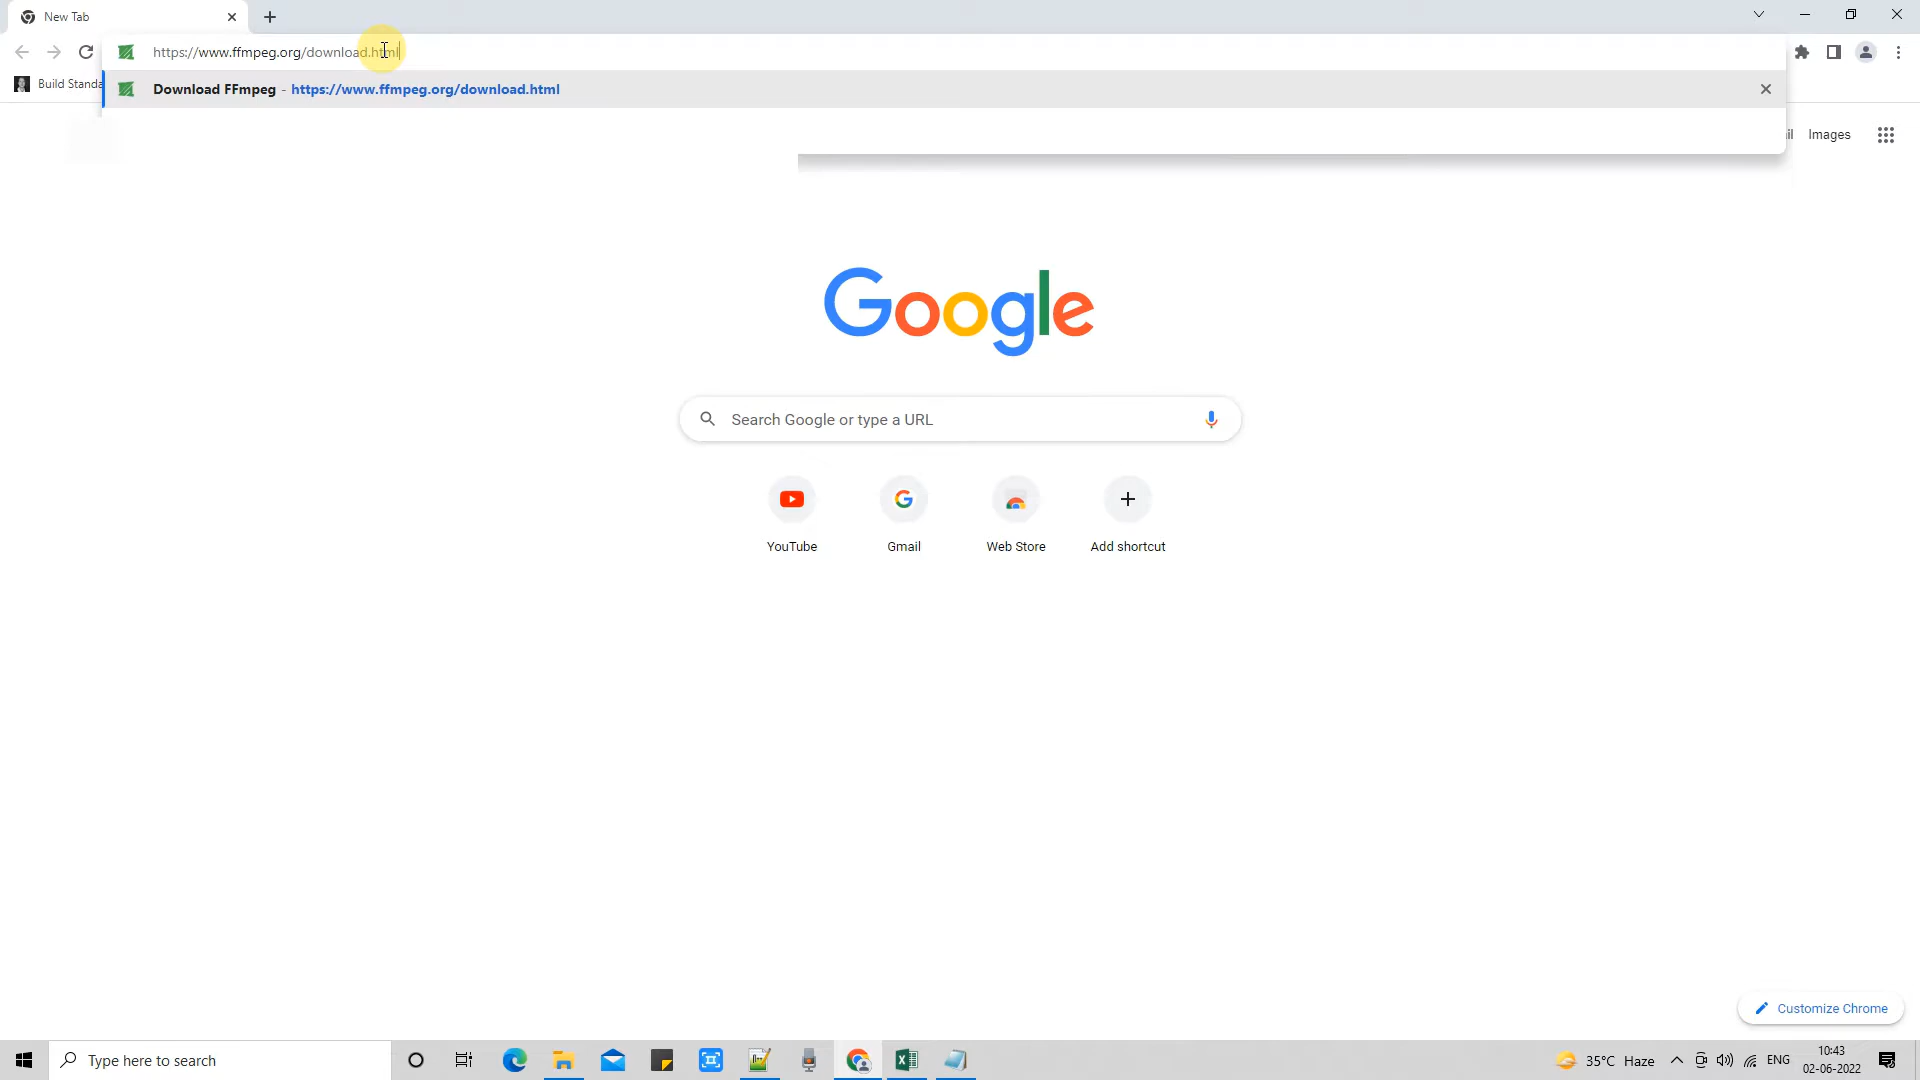 New Tab
https://www.ffmpeg.org/download.html
Build Standa
Download FFmpeg - https://www.ffmpeg.org/download.html
Images
Google
Search Google or type a URL
YouTube
Gmail
Web Store
Add shortcut
Customize Chrome
Type here to search
35°C Haze
ENG
10:43
02-06-2022